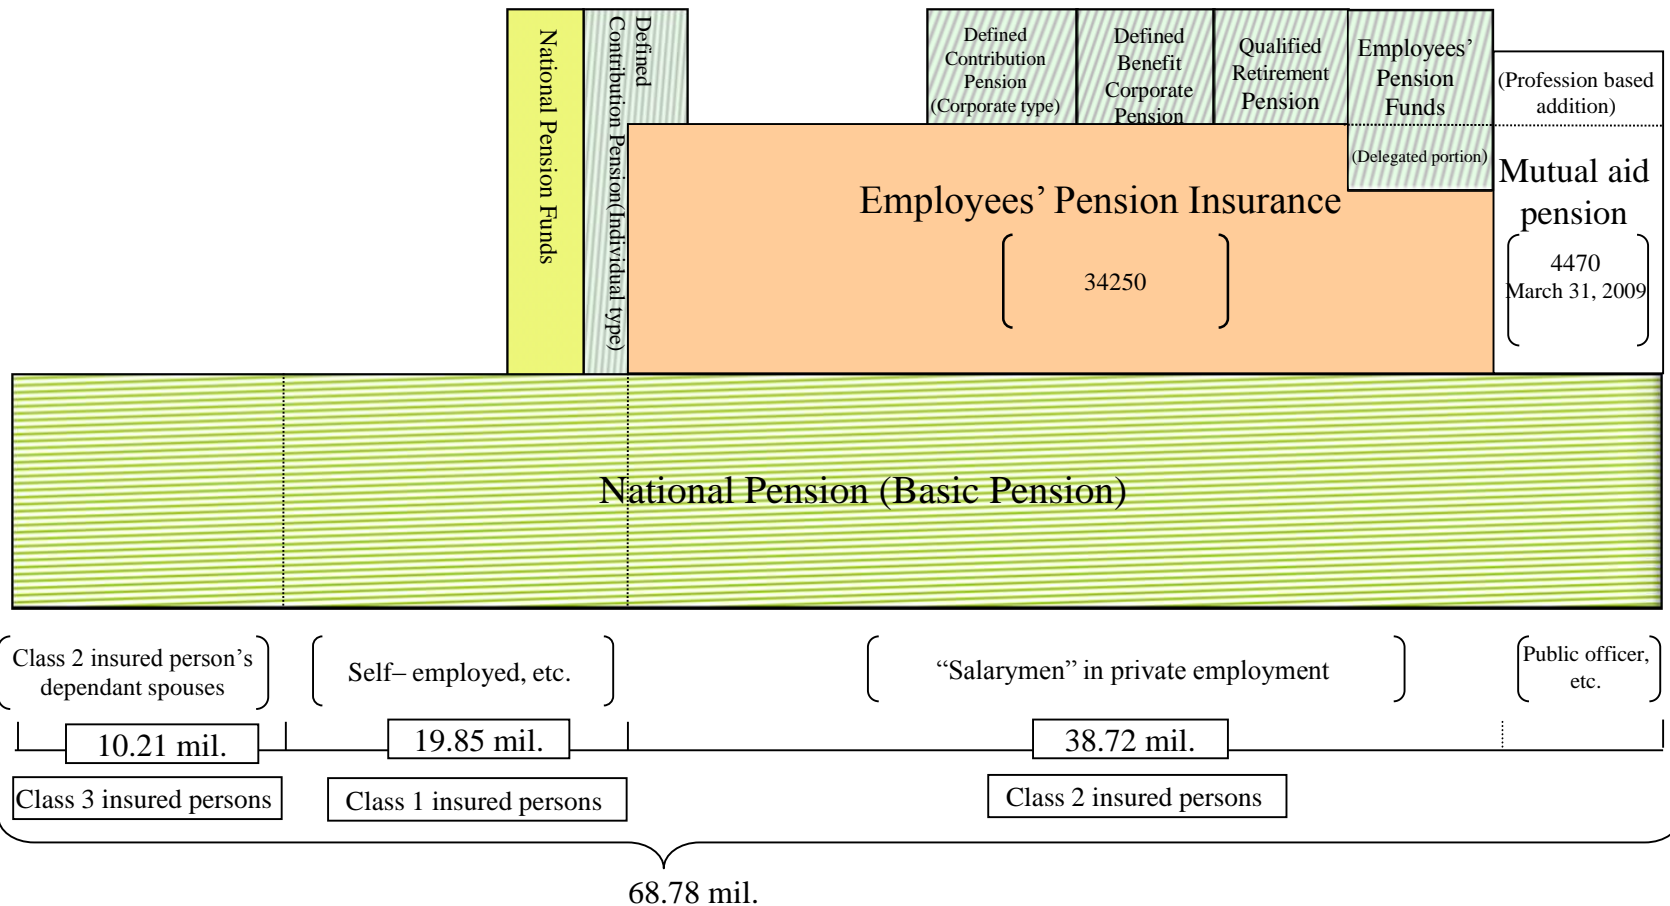 National Pension Funds
Defined
Contribution Pension(Individual type)
Defined
Contribution
Pension
(Corporate type)
Defined
Benefit
Corporate
Pension
Qualified
Retirement
Pension
Employees’
Pension
Funds
(Delegated portion)
(Profession based
addition)
Employees’ Pension Insurance
34250
Mutual aid
pension
4470
March 31, 2009
National Pension (Basic Pension)
Class 2 insured person’s
dependant spouses
Self– employed, etc.
“Salarymen” in private employment
Public officer,
etc.
10.21 mil.
19.85 mil.
38.72 mil.
Class 3 insured persons
Class 1 insured persons
Class 2 insured persons
68.78 mil.